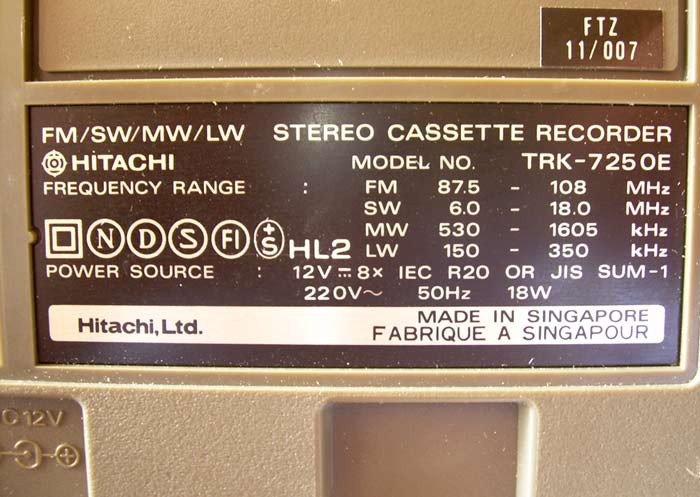 FTZ
11/007
FM/SW/MW/LW STEREO CASSETTE RECORDER
HITACHI MODEL NO. TRK-7250E
FREQUENCY RANGE : FM 87.5 - 108 MHz
SW 6.0 - 18.0 MHz
MW 530 - 1605 kHz
LW 150 - 350 kHz
N D S FI +S HL2
POWER SOURCE : 12V⎓ 8× IEC R20 OR JIS SUM-1
220V~ 50Hz 18W
Hitachi, Ltd. MADE IN SINGAPORE
FABRIQUE A SINGAPOUR
C 12V